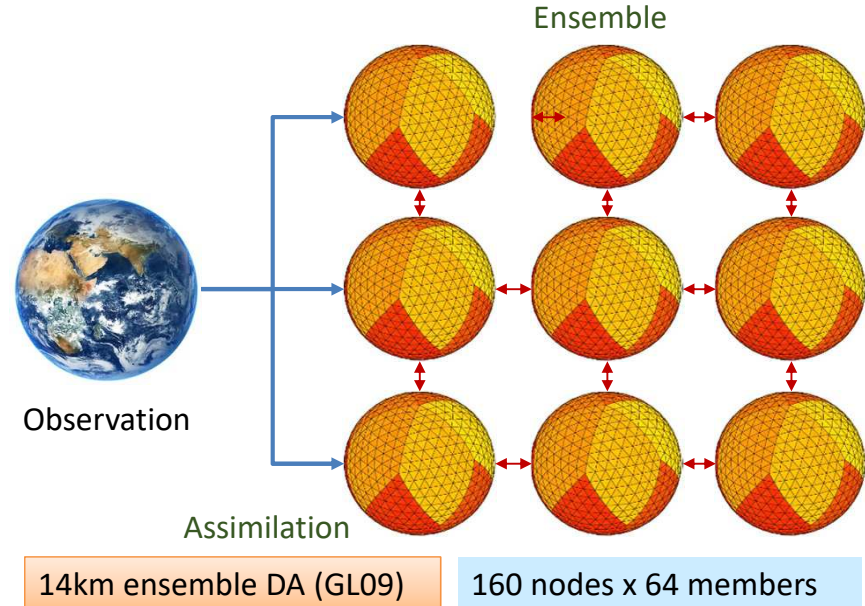 Ensemble
Observation
Assimilation
14km ensemble DA (GL09)
160 nodes x 64 members